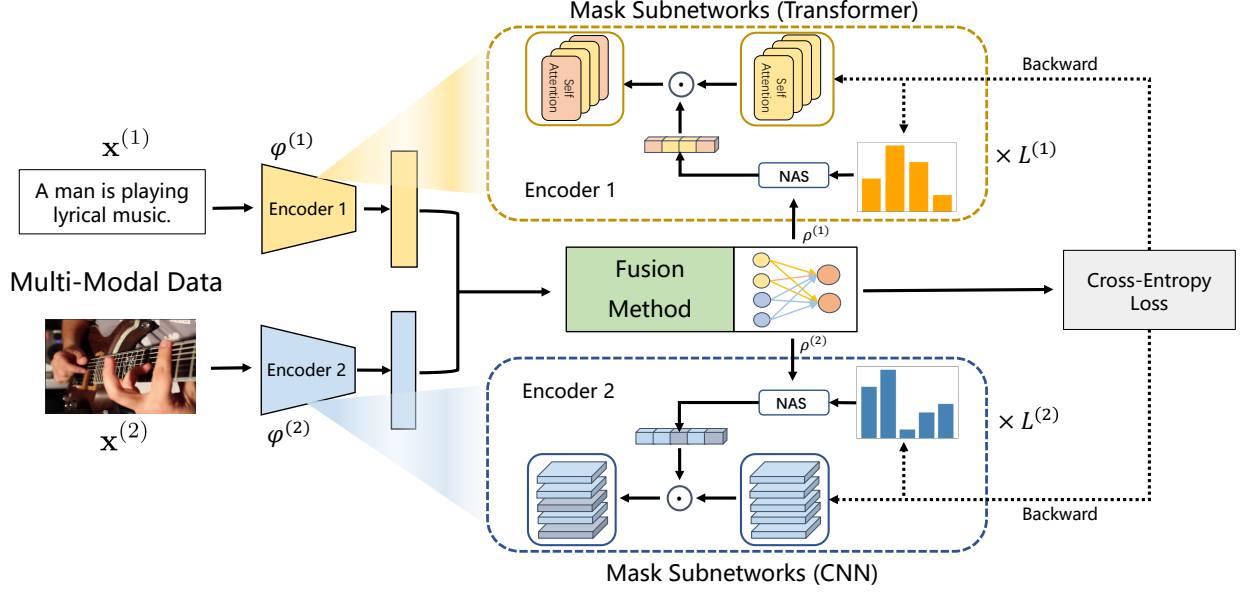 Mask Subnetworks (Transformer)
Self
Attention
Self
Attention
Backward
x^{(1)}
φ^{(1)}
A man is playing
lyrical music.
Encoder 1
Encoder 1
NAS
× L^{(1)}
ρ^{(1)}
Multi-Modal Data
Fusion
Method
Cross-Entropy
Loss
ρ^{(2)}
Encoder 2
Encoder 2
NAS
× L^{(2)}
x^{(2)}
φ^{(2)}
Backward
Mask Subnetworks (CNN)